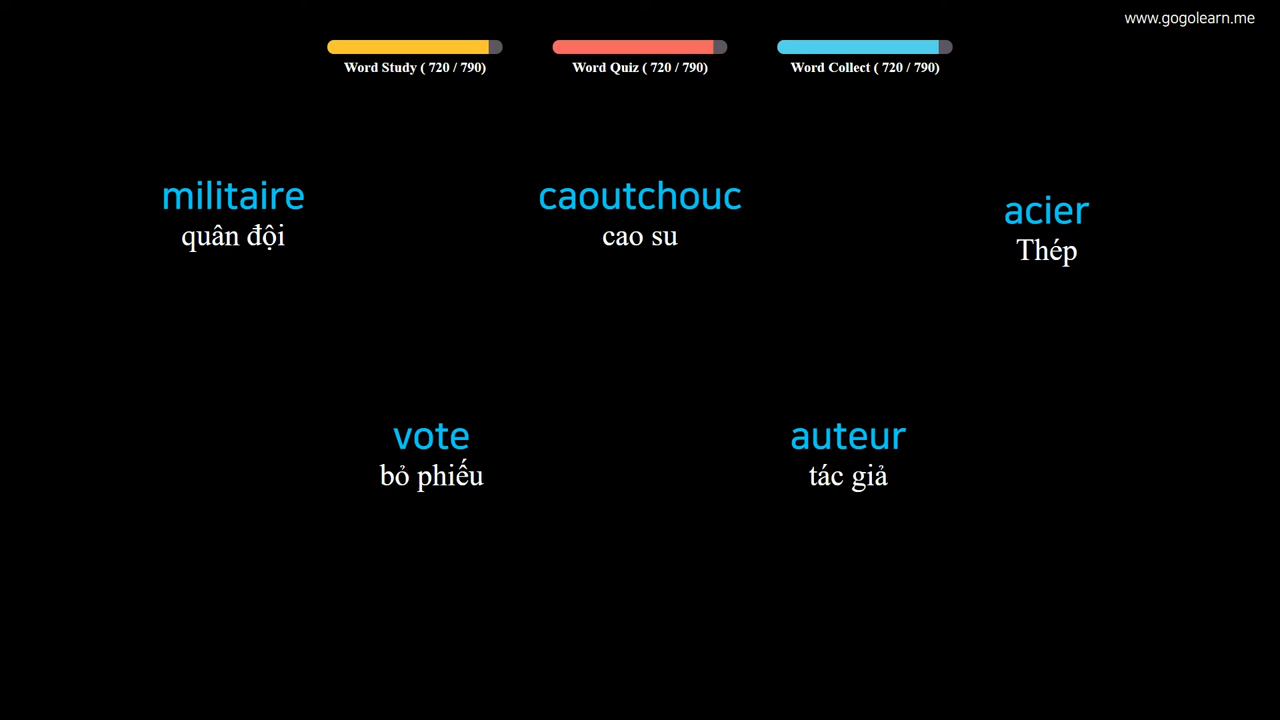 www.gogolearn.me
Word Study ( 720 / 790)
Word Quiz ( 720 / 790)
Word Collect ( 720 / 790)
militaire
quân đội
caoutchouc
cao su
acier
Thép
vote
bỏ phiếu
auteur
tác giả